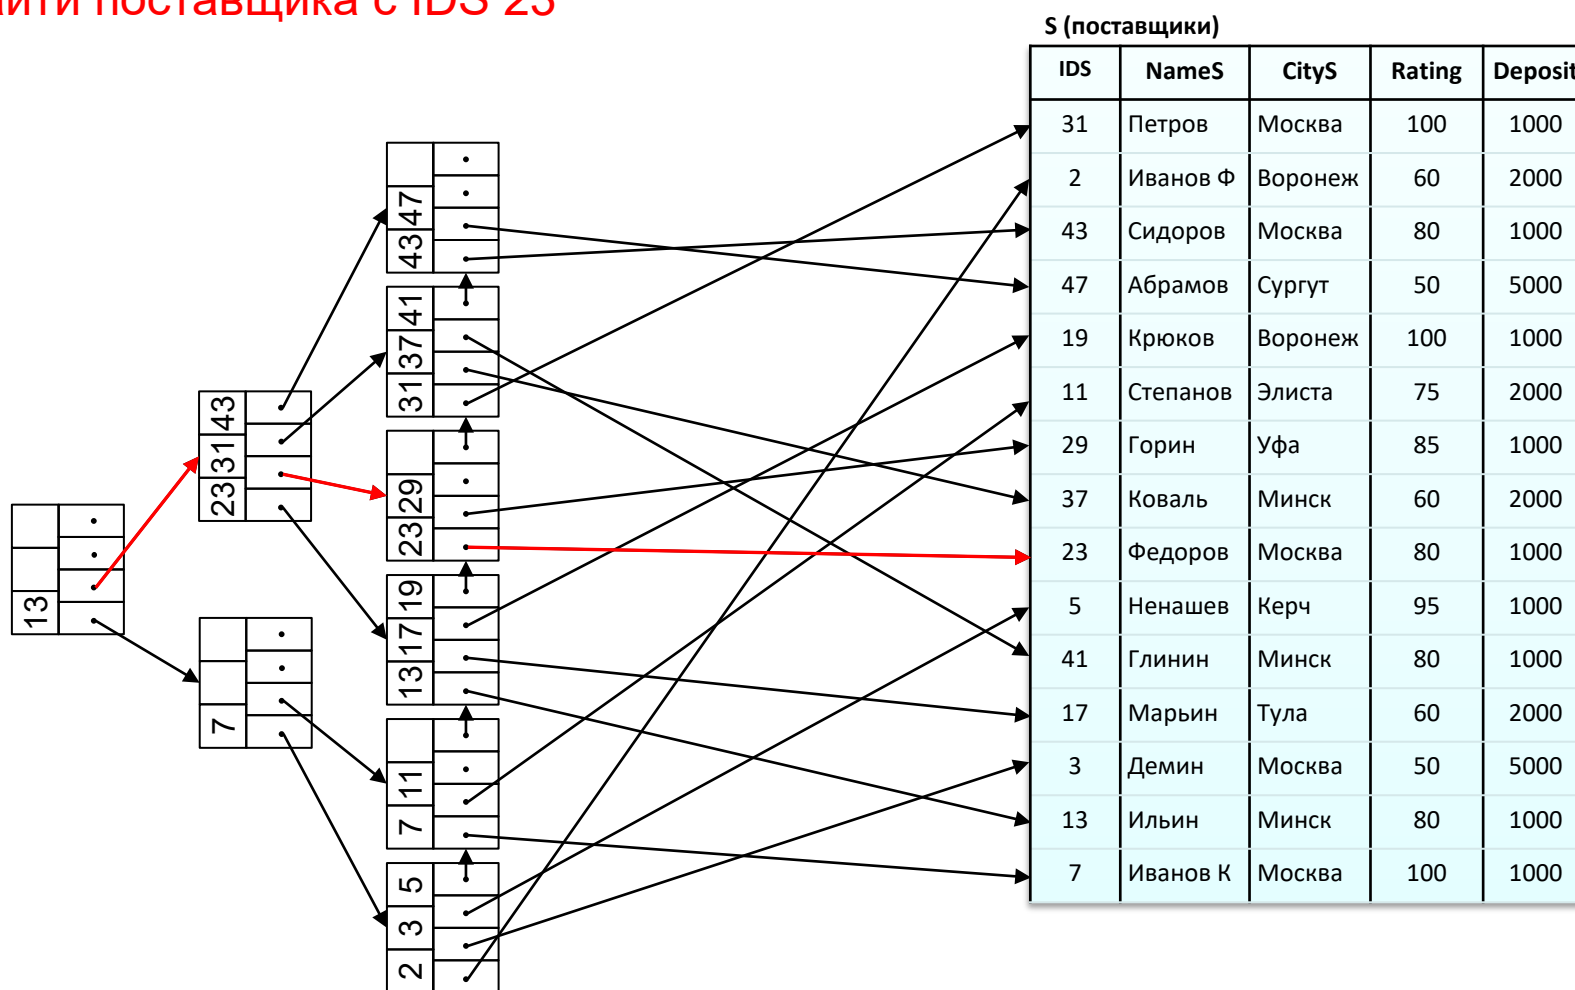 айти поставщика с IDS 23
S (поставщики)
IDS NameS CityS Rating Deposit
31 Петров Москва 100 1000
2 Иванов Ф Воронеж 60 2000
43 Сидоров Москва 80 1000
47 Абрамов Сургут 50 5000
19 Крюков Воронеж 100 1000
11 Степанов Элиста 75 2000
29 Горин Уфа 85 1000
37 Коваль Минск 60 2000
23 Федоров Москва 80 1000
5 Ненашев Керч 95 1000
41 Глинин Минск 80 1000
17 Марьин Тула 60 2000
3 Демин Москва 50 5000
13 Ильин Минск 80 1000
7 Иванов К Москва 100 1000
13
23 31 43
7
43 47
31 37 41
23 29
13 17 19
7 11
2 3 5